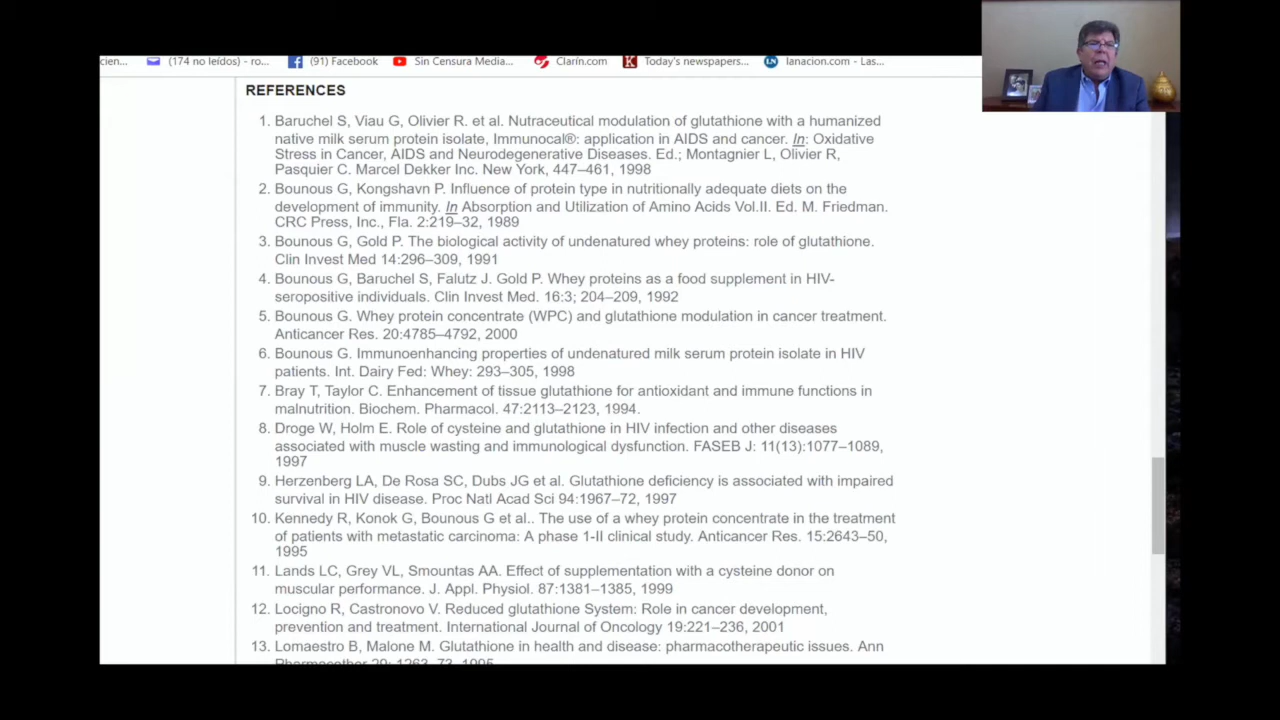 cien...
(174 no leídos) - ro...
(91) Facebook
Sin Censura Media...
Clarín.com
K
Today's newspapers...
LN
lanacion.com - Las...
REFERENCES
1. Baruchel S, Viau G, Olivier R. et al. Nutraceutical modulation of glutathione with a humanized
native milk serum protein isolate, Immunocal®: application in AIDS and cancer. In: Oxidative
Stress in Cancer, AIDS and Neurodegenerative Diseases. Ed.; Montagnier L, Olivier R,
Pasquier C. Marcel Dekker Inc. New York, 447–461, 1998
2. Bounous G, Kongshavn P. Influence of protein type in nutritionally adequate diets on the
development of immunity. In Absorption and Utilization of Amino Acids Vol.II. Ed. M. Friedman.
CRC Press, Inc., Fla. 2:219–32, 1989
3. Bounous G, Gold P. The biological activity of undenatured whey proteins: role of glutathione.
Clin Invest Med 14:296–309, 1991
4. Bounous G, Baruchel S, Falutz J. Gold P. Whey proteins as a food supplement in HIV-
seropositive individuals. Clin Invest Med. 16:3; 204–209, 1992
5. Bounous G. Whey protein concentrate (WPC) and glutathione modulation in cancer treatment.
Anticancer Res. 20:4785–4792, 2000
6. Bounous G. Immunoenhancing properties of undenatured milk serum protein isolate in HIV
patients. Int. Dairy Fed: Whey: 293–305, 1998
7. Bray T, Taylor C. Enhancement of tissue glutathione for antioxidant and immune functions in
malnutrition. Biochem. Pharmacol. 47:2113–2123, 1994.
8. Droge W, Holm E. Role of cysteine and glutathione in HIV infection and other diseases
associated with muscle wasting and immunological dysfunction. FASEB J: 11(13):1077–1089,
1997
9. Herzenberg LA, De Rosa SC, Dubs JG et al. Glutathione deficiency is associated with impaired
survival in HIV disease. Proc Natl Acad Sci 94:1967–72, 1997
10. Kennedy R, Konok G, Bounous G et al.. The use of a whey protein concentrate in the treatment
of patients with metastatic carcinoma: A phase 1-II clinical study. Anticancer Res. 15:2643–50,
1995
11. Lands LC, Grey VL, Smountas AA. Effect of supplementation with a cysteine donor on
muscular performance. J. Appl. Physiol. 87:1381–1385, 1999
12. Locigno R, Castronovo V. Reduced glutathione System: Role in cancer development,
prevention and treatment. International Journal of Oncology 19:221–236, 2001
13. Lomaestro B, Malone M. Glutathione in health and disease: pharmacotherapeutic issues. Ann
Pharmacother 29: 1263–73, 1995